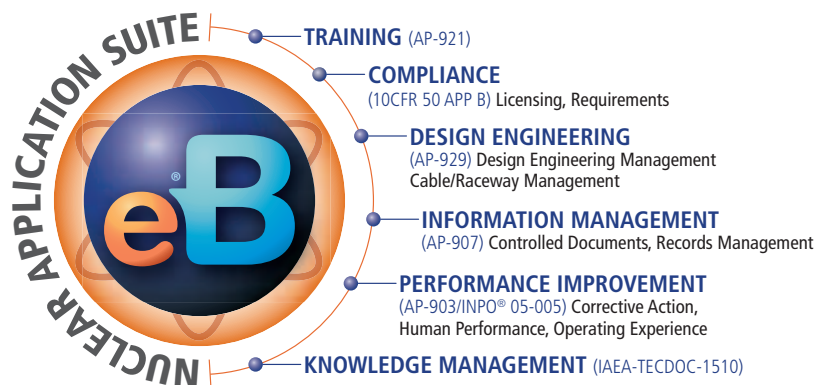 NUCLEAR APPLICATION SUITE
eB®
TRAINING (AP-921)
COMPLIANCE
(10CFR 50 APP B) Licensing, Requirements
DESIGN ENGINEERING
(AP-929) Design Engineering Management
Cable/Raceway Management
INFORMATION MANAGEMENT
(AP-907) Controlled Documents, Records Management
PERFORMANCE IMPROVEMENT
(AP-903/INPO® 05-005) Corrective Action,
Human Performance, Operating Experience
KNOWLEDGE MANAGEMENT (IAEA-TECDOC-1510)